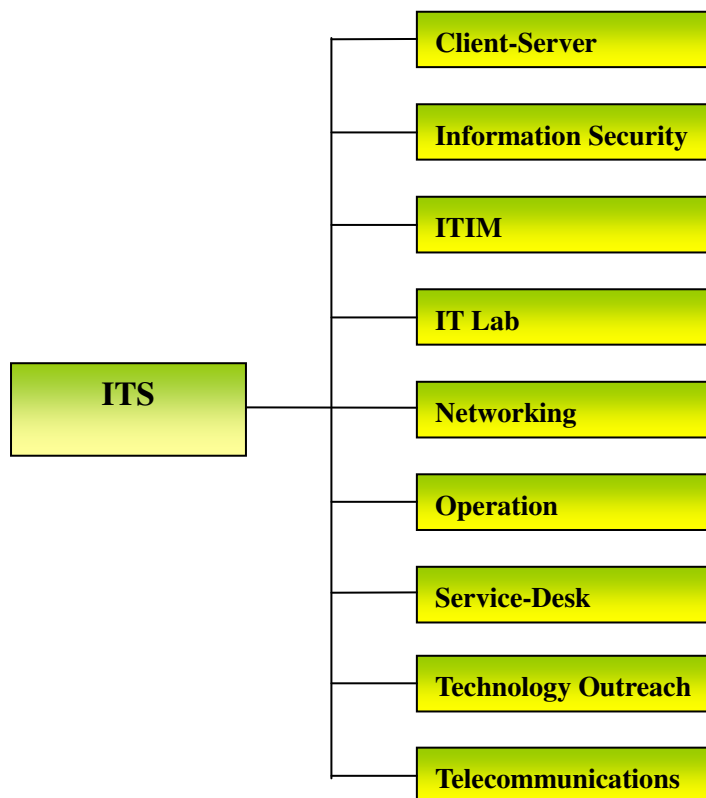 Client-Server
Information Security
ITIM
IT Lab
ITS
Networking
Operation
Service-Desk
Technology Outreach
Telecommunications